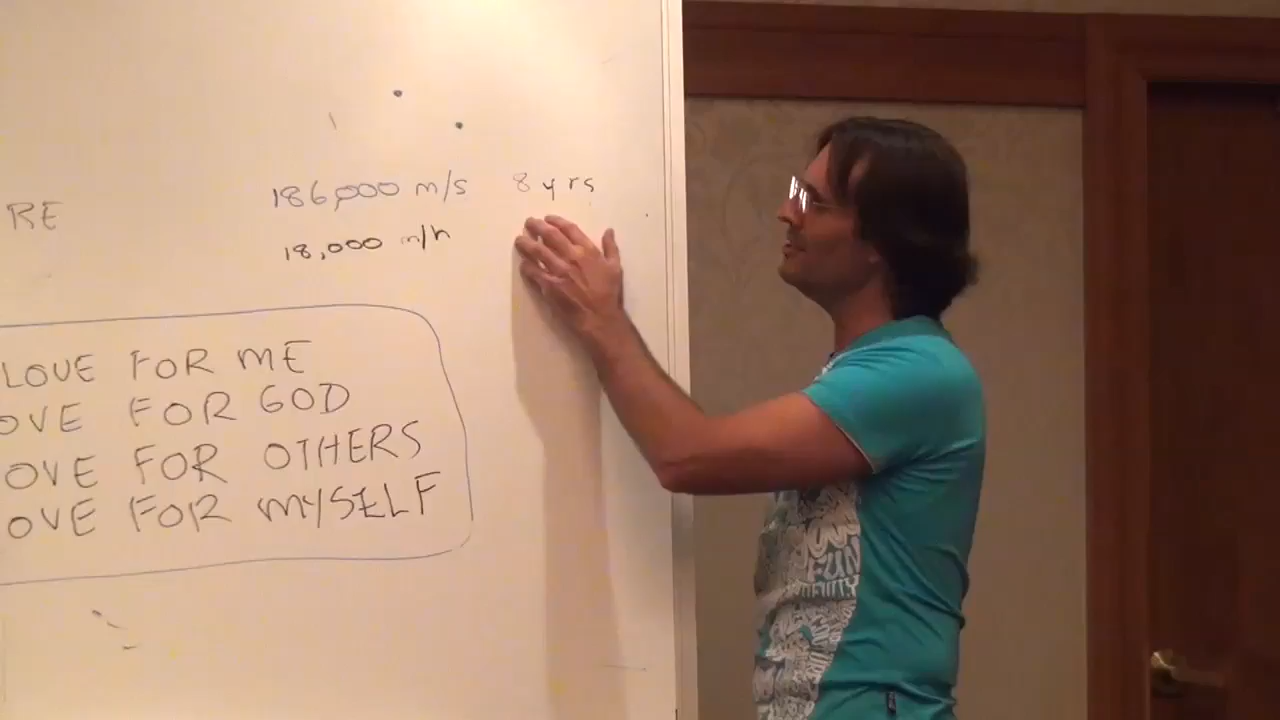 186,000 m/s 8 yrs
RE
18,000 m/h
LOVE FOR ME
OVE FOR GOD
OVE FOR OTHERS
OVE FOR MYSELF
FUN